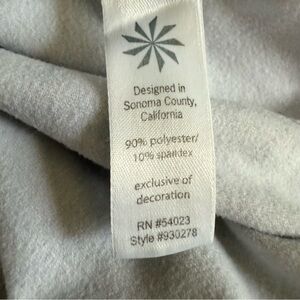 Designed in
Sonoma County,
California
90% polyester/
10% spandex
exclusive of
decoration
RN #54023
Style #930278